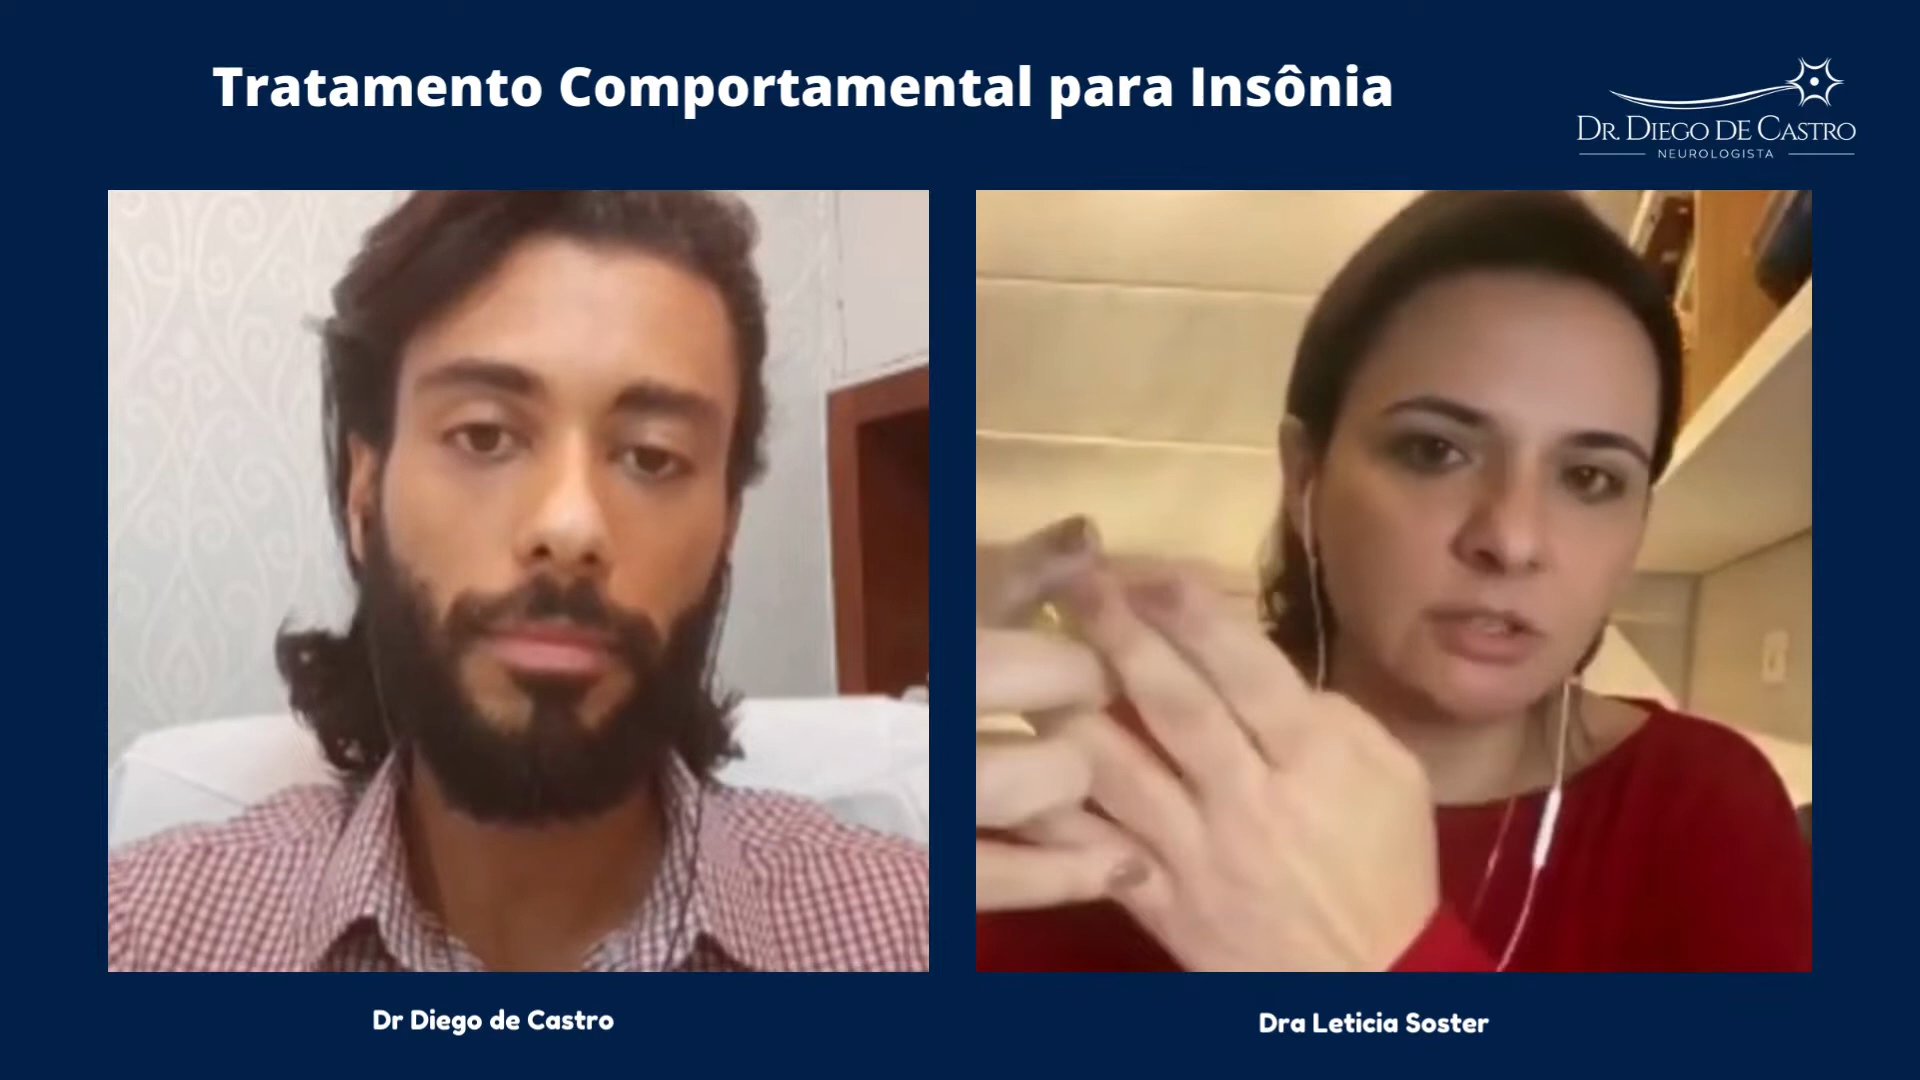 Tratamento Comportamental para Insônia
DR. DIEGO DE CASTRO
NEUROLOGISTA
Dr Diego de Castro
Dra Leticia Soster